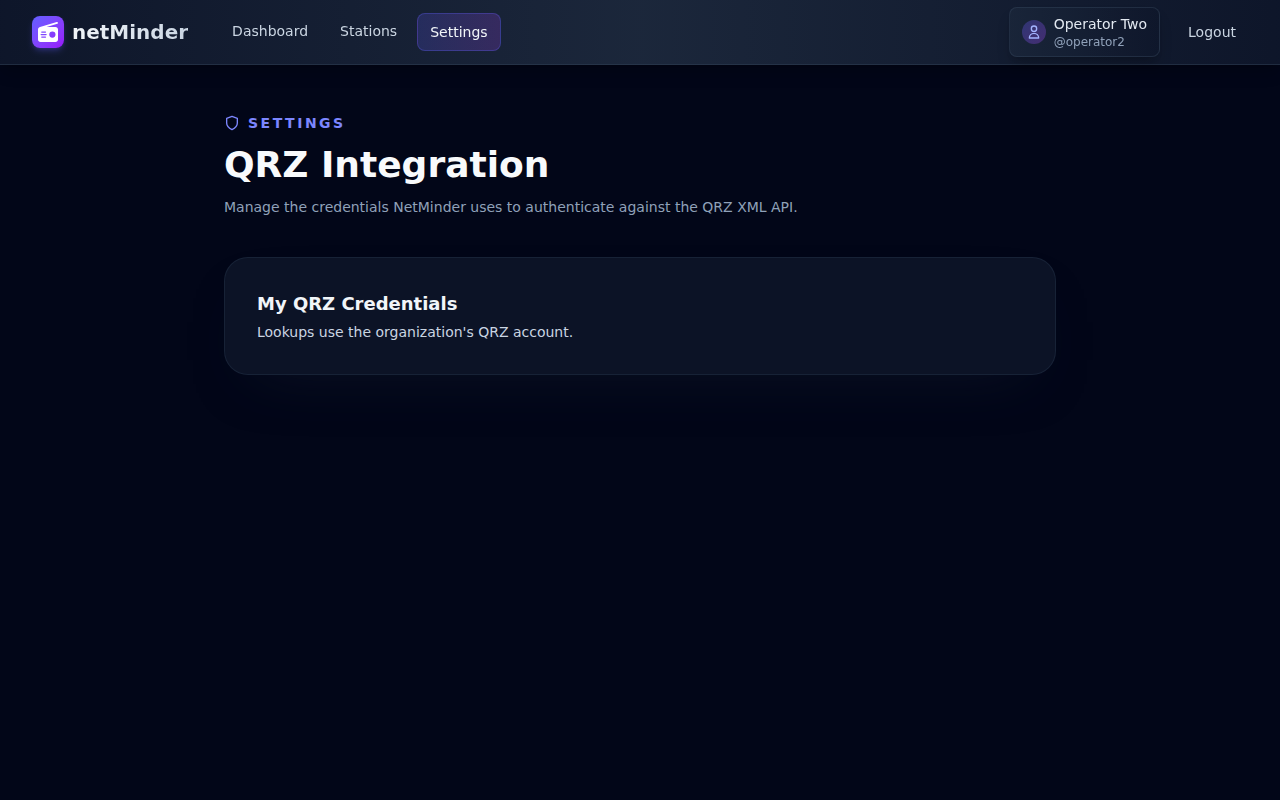 netMinder
Dashboard
Stations
Settings
Operator Two
@operator2
Logout
SETTINGS
QRZ Integration
Manage the credentials NetMinder uses to authenticate against the QRZ XML API.
My QRZ Credentials
Lookups use the organization's QRZ account.